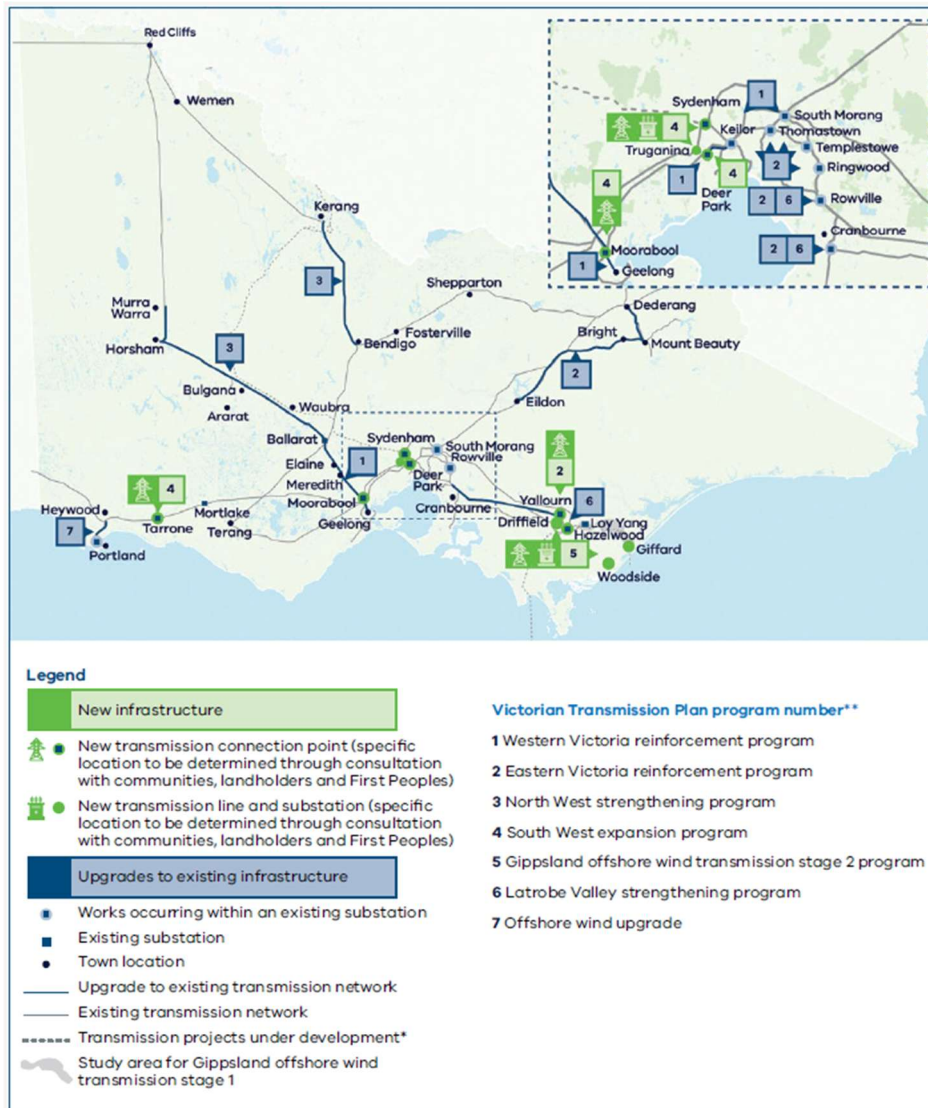 Red Cliffs
Wemen
Kerang
3
Murra
Warra
Horsham
3
Bulgana
Ararat
Waubra
Bendigo
Fosterville
Shepparton
Dederang
Bright
Mount Beauty
2
Eildon
Ballarat
Elaine
Meredith
1
Moorabool
Geelong
Sydenham
South Morang
Rowville
Deer
Park
Cranbourne
2
Yallourn
6
Driffield
Loy Yang
Hazelwood
5
Giffard
Woodside
4
Heywood
Tarrone
Mortlake
Terang
7
Portland
1
Sydenham
South Morang
Keilor
Thomastown
4
Templestowe
Truganina
2
Ringwood
1
4
Deer
Park
2 6
Rowville
Cranbourne
2 6
4
Moorabool
1
Geelong
Legend
New infrastructure
New transmission connection point (specific
location to be determined through consultation
with communities, landholders and First Peoples)
New transmission line and substation (specific
location to be determined through consultation
with communities, landholders and First Peoples)
Upgrades to existing infrastructure
Works occurring within an existing substation
Existing substation
Town location
Upgrade to existing transmission network
Existing transmission network
Transmission projects under development*
Study area for Gippsland offshore wind
transmission stage 1
Victorian Transmission Plan program number**
1 Western Victoria reinforcement program
2 Eastern Victoria reinforcement program
3 North West strengthening program
4 South West expansion program
5 Gippsland offshore wind transmission stage 2 program
6 Latrobe Valley strengthening program
7 Offshore wind upgrade